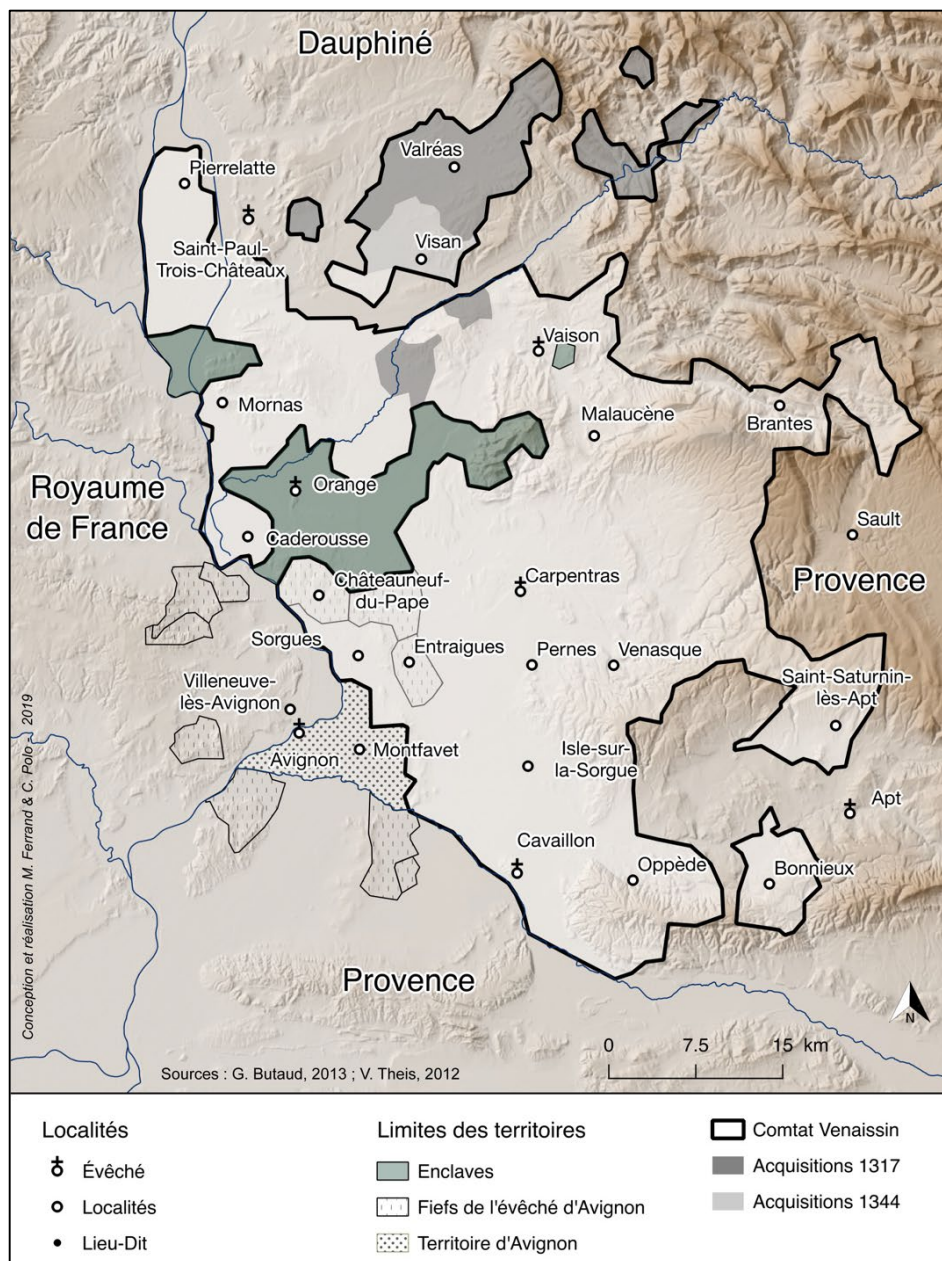 Dauphiné
Valréas
Pierrelatte
Saint-Paul-
Trois-Châteaux
Visan
Vaison
Mornas
Malaucène
Brantes
Royaume
de France
Orange
Sault
Caderousse
Provence
Châteauneuf-
du-Pape
Carpentras
Sorgues
Entraigues
Pernes
Venasque
Saint-Saturnin-
lès-Apt
Villeneuve-
lès-Avignon
Avignon
Montfavet
Isle-sur-
la-Sorgue
Apt
Cavaillon
Oppède
Bonnieux
Provence
Conception et réalisation M. Ferrand & C. Polo - 2019
N
0 7.5 15 km
Sources : G. Butaud, 2013 ; V. Theis, 2012
Localités
Évêché
Localités
Lieu-Dit
Limites des territoires
Enclaves
Fiefs de l'évêché d'Avignon
Territoire d'Avignon
Comtat Venaissin
Acquisitions 1317
Acquisitions 1344